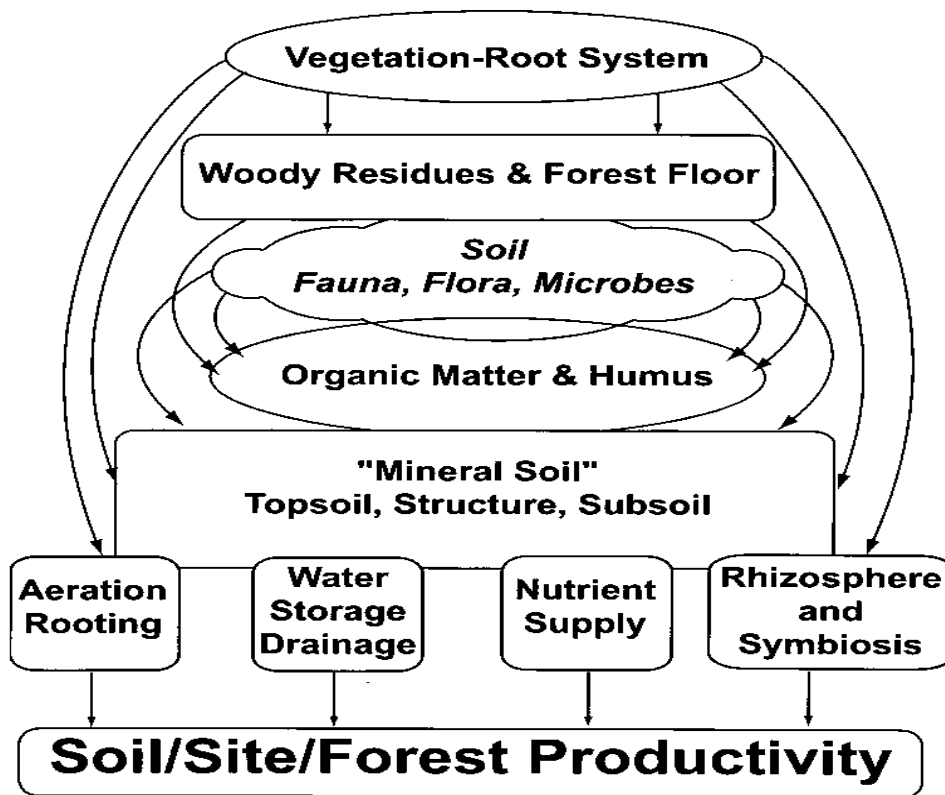 Vegetation-Root System
Woody Residues & Forest Floor
Soil
Fauna, Flora, Microbes
Organic Matter & Humus
"Mineral Soil"
Topsoil, Structure, Subsoil
Aeration
Rooting
Water
Storage
Drainage
Nutrient
Supply
Rhizosphere
and
Symbiosis
Soil/Site/Forest Productivity